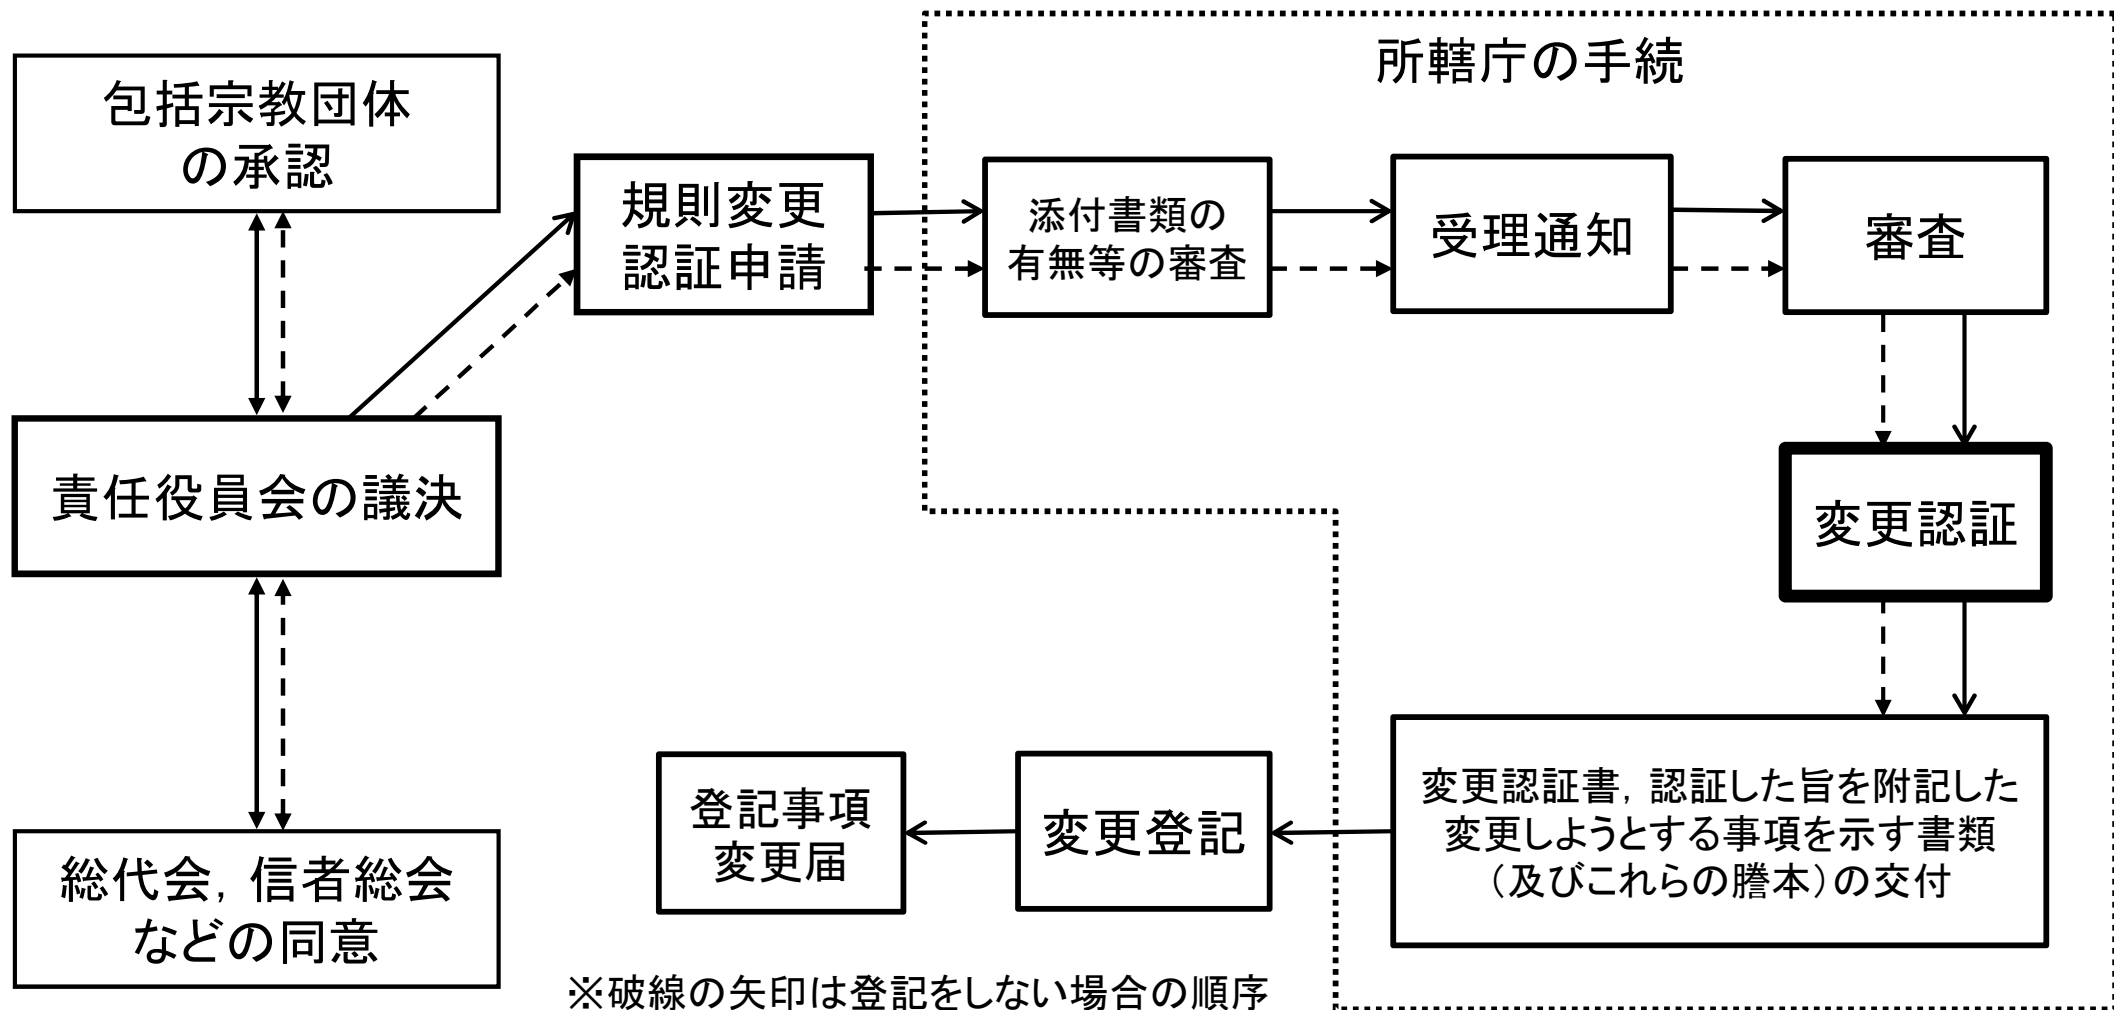 所轄庁の手続
包括宗教団体
の承認
規則変更
認証申請
添付書類の
有無等の審査
受理通知
審査
責任役員会の議決
変更認証
総代会，信者総会
などの同意
登記事項
変更届
変更登記
変更認証書，認証した旨を附記した
変更しようとする事項を示す書類
（及びこれらの謄本）の交付
※破線の矢印は登記をしない場合の順序